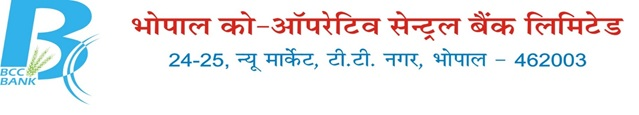 भोपाल को-ऑपरेटिव सेन्ट्रल बैंक लिमिटेड
24-25, न्यू मार्केट, टी.टी. नगर, भोपाल - 462003
BCC
BANK